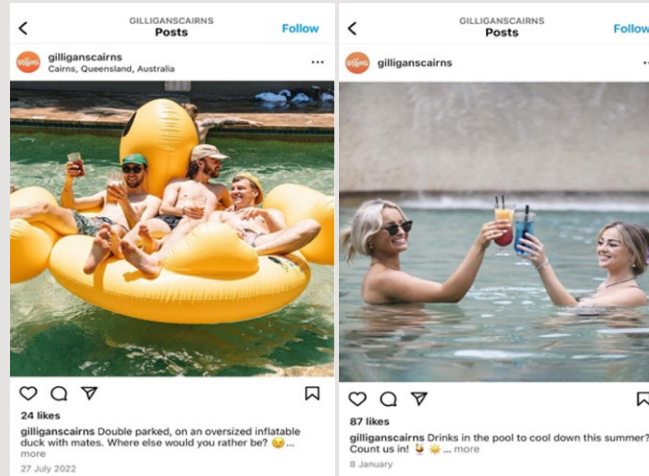 GILLIGANSCAIRNS
Posts
Follow
gilliganscairns
Cairns, Queensland, Australia
24 likes
gilliganscairns Double parked, on an oversized inflatable
duck with mates. Where else would you rather be? 😉 ...
more
27 July 2022
GILLIGANSCAIRNS
Posts
Follow
gilliganscairns
87 likes
gilliganscairns Drinks in the pool to cool down this summer?
Count us in! 🍹 ☀️ ... more
8 January